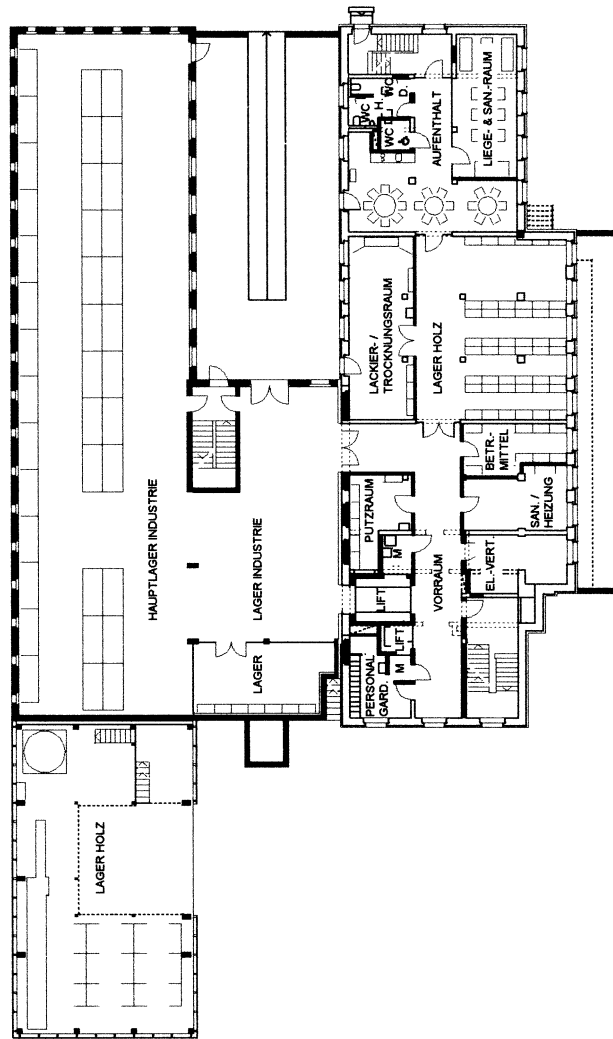 WC
D.
WC
H.
WC D.
AUFENTHALT
LIEGE- & SAN.-RAUM
LACKIER- /
TROCKNUNGSRAUM
LAGER HOLZ
BETR.-
MITTEL
HAUPTLAGER INDUSTRIE
LAGER INDUSTRIE
PUTZRAUM
M
SAN. /
HEIZUNG
EL.-VERT.
LIFT
VORRAUM
LIFT
LAGER
PERSONAL
GARD.
M
LAGER HOLZ